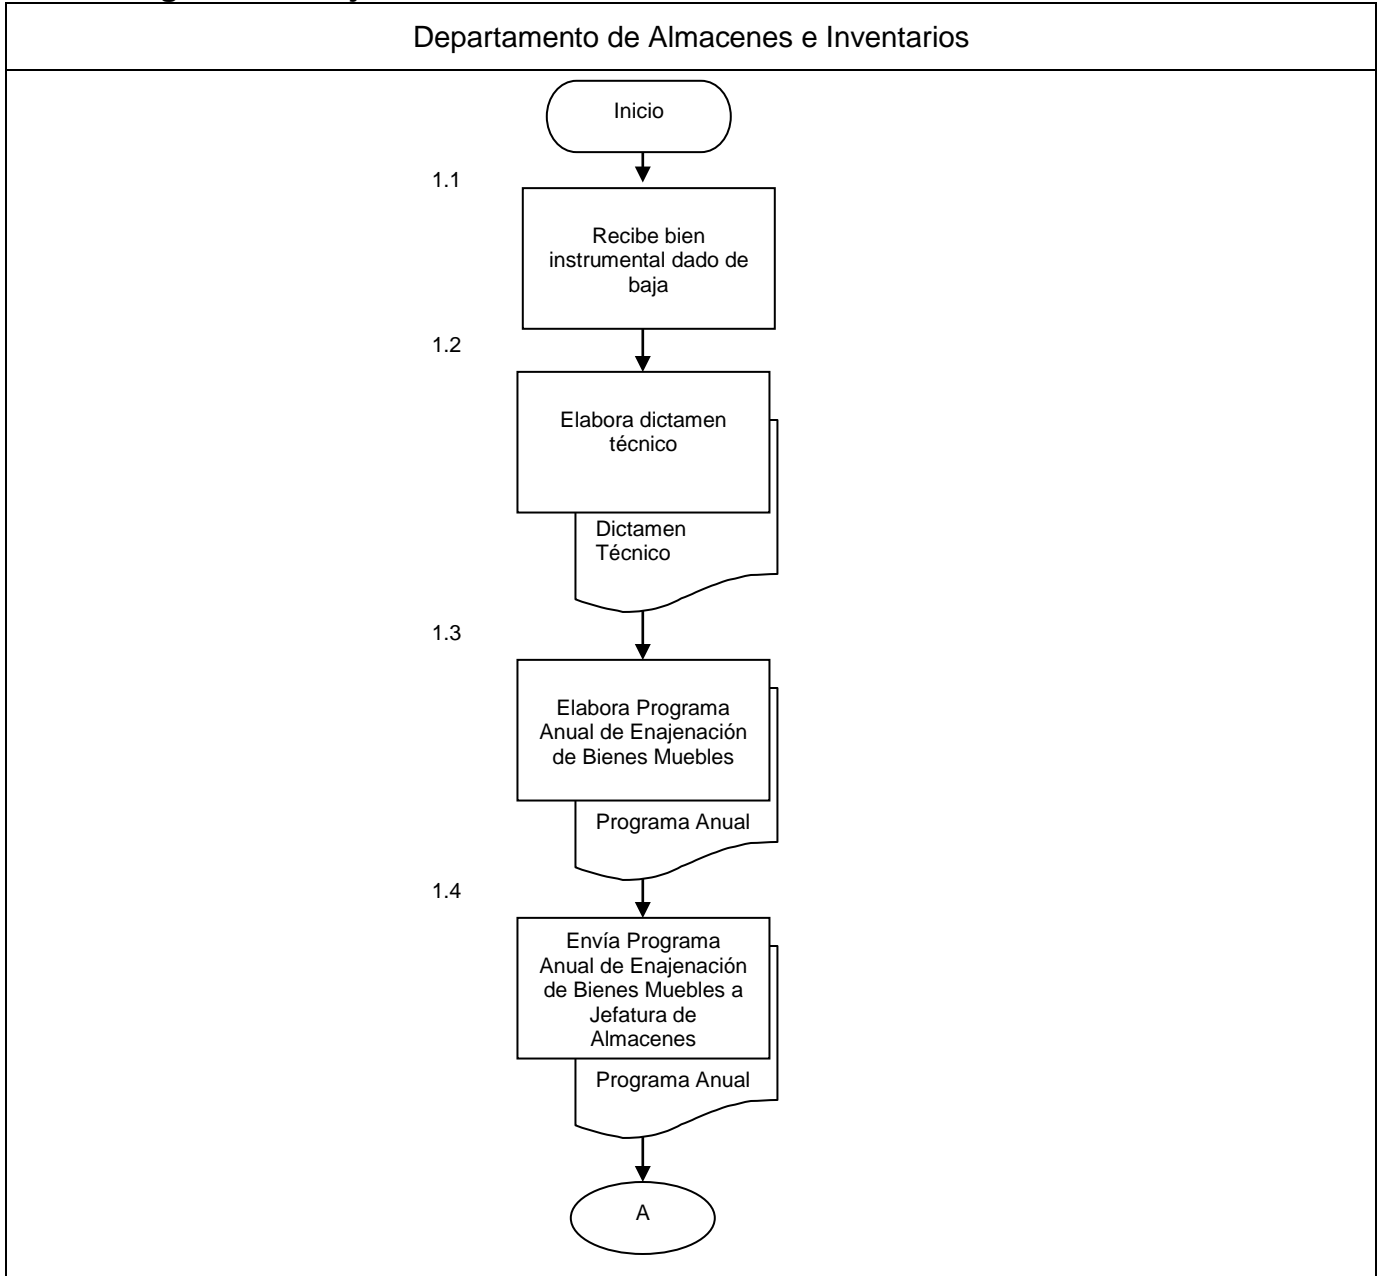 Departamento de Almacenes e Inventarios
Inicio
1.1
Recibe bien
instrumental dado de
baja
1.2
Elabora dictamen
técnico
Dictamen
Técnico
1.3
Elabora Programa
Anual de Enajenación
de Bienes Muebles
Programa Anual
1.4
Envía Programa
Anual de Enajenación
de Bienes Muebles a
Jefatura de
Almacenes
Programa Anual
A